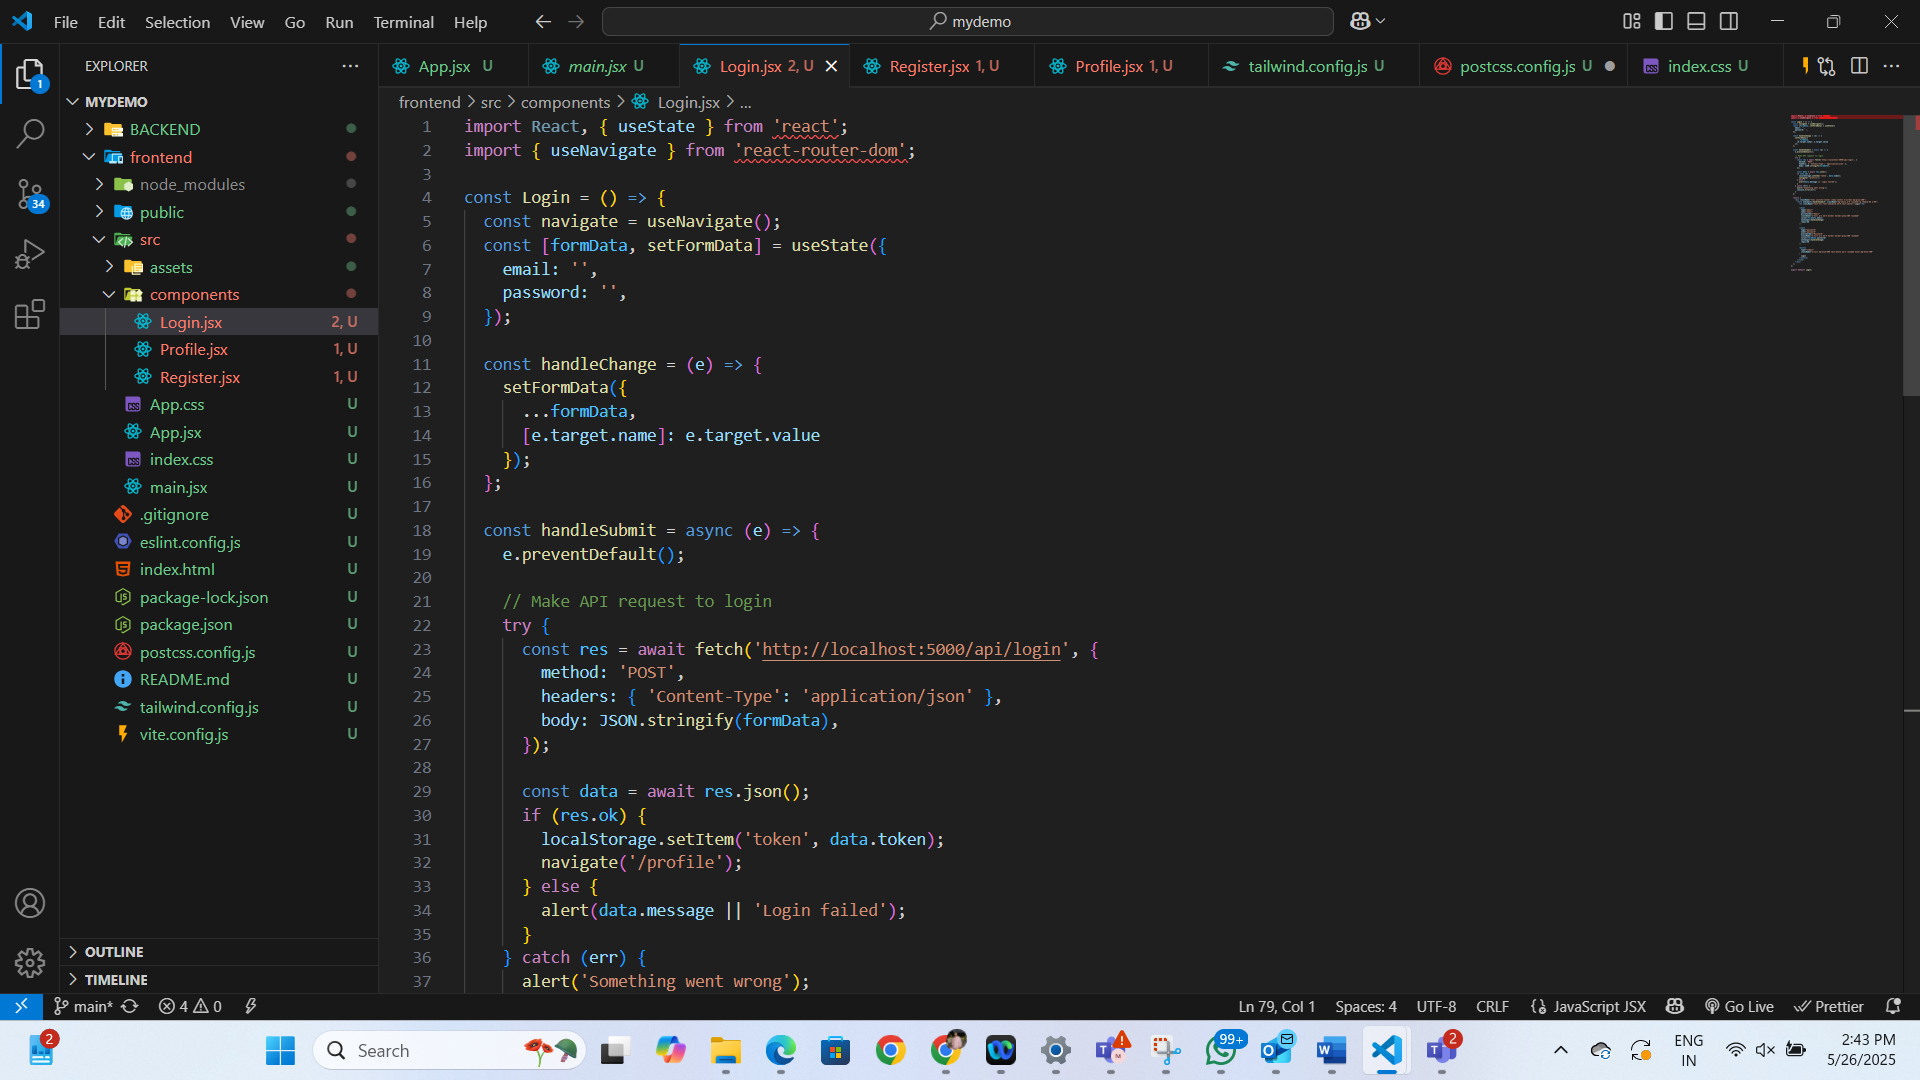 File Edit Selection View Go Run Terminal Help
mydemo
EXPLORER
1
34
MYDEMO
BACKEND
frontend
node_modules
public
src
assets
components
Login.jsx 2, U
Profile.jsx 1, U
Register.jsx 1, U
App.css U
App.jsx U
index.css U
main.jsx U
.gitignore U
eslint.config.js U
index.html U
package-lock.json U
package.json U
postcss.config.js U
README.md U
tailwind.config.js U
vite.config.js U
OUTLINE
TIMELINE
App.jsx U main.jsx U Login.jsx 2, U Register.jsx 1, U Profile.jsx 1, U tailwind.config.js U postcss.config.js U index.css U
frontend > src > components > Login.jsx > ...
1 import React, { useState } from 'react';
2 import { useNavigate } from 'react-router-dom';
3
4 const Login = () => {
5 const navigate = useNavigate();
6 const [formData, setFormData] = useState({
7 email: '',
8 password: '',
9 });
10
11 const handleChange = (e) => {
12 setFormData({
13 ...formData,
14 [e.target.name]: e.target.value
15 });
16 };
17
18 const handleSubmit = async (e) => {
19 e.preventDefault();
20
21 // Make API request to login
22 try {
23 const res = await fetch('http://localhost:5000/api/login', {
24 method: 'POST',
25 headers: { 'Content-Type': 'application/json' },
26 body: JSON.stringify(formData),
27 });
28
29 const data = await res.json();
30 if (res.ok) {
31 localStorage.setItem('token', data.token);
32 navigate('/profile');
33 } else {
34 alert(data.message || 'Login failed');
35 }
36 } catch (err) {
37 alert('Something went wrong');
main* 4 0 Ln 79, Col 1 Spaces: 4 UTF-8 CRLF JavaScript JSX Go Live Prettier
2 Search 99+ 2 ENG IN 2:43 PM
5/26/2025